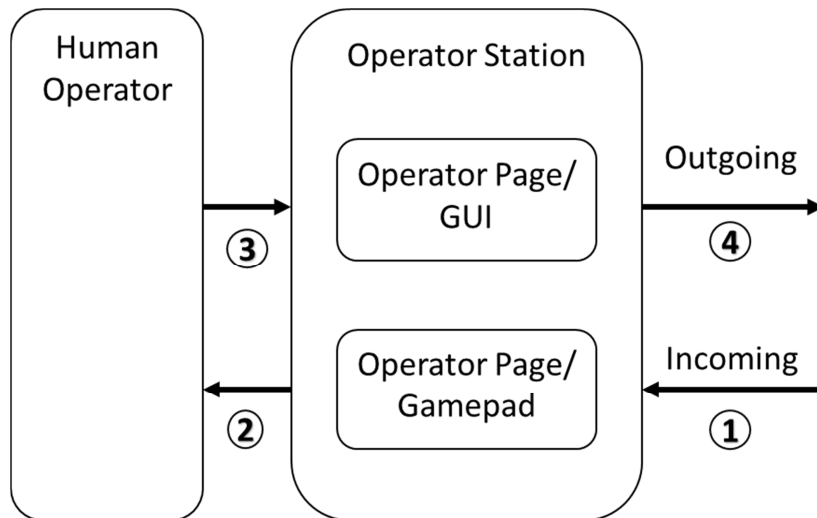 Human
Operator
Operator Station
Operator Page/
GUI
Outgoing
③
④
Operator Page/
Gamepad
Incoming
②
①